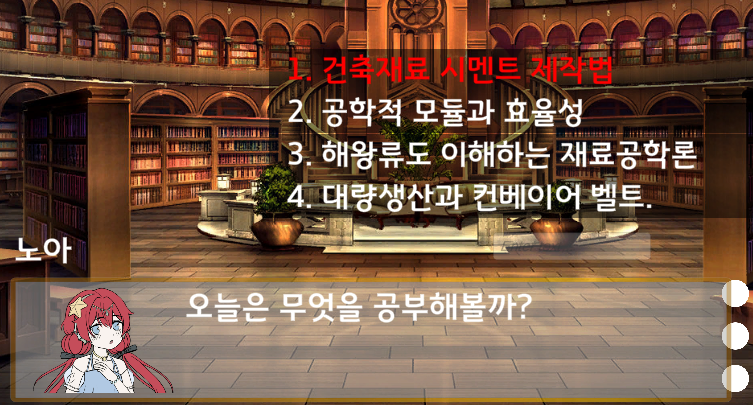 1. 건축재료 시멘트 제작법
2. 공학적 모듈과 효율성
3. 해왕류도 이해하는 재료공학론
4. 대량생산과 컨베이어 벨트.
노아
오늘은 무엇을 공부해볼까?